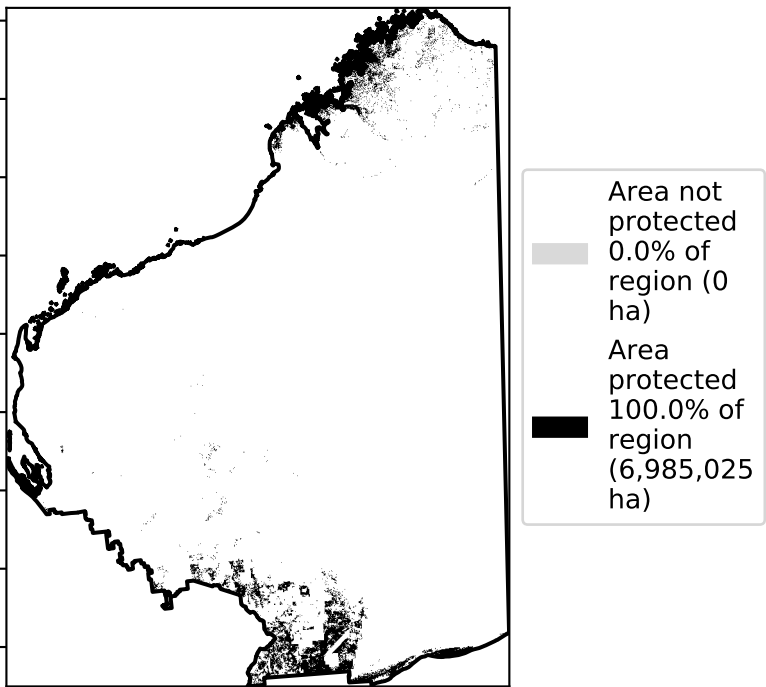 Area not
protected
0.0% of
region (0
ha)
Area
protected
100.0% of
region
(6,985,025
ha)